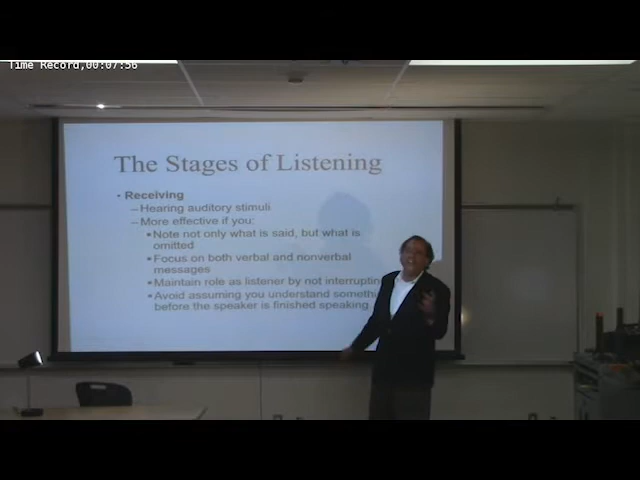 Time Record,00:07:56
The Stages of Listening
• Receiving
– Hearing auditory stimuli
– More effective if you:
• Note not only what is said, but what is
omitted
• Focus on both verbal and nonverbal
messages
• Maintain role as listener by not
• Avoid assuming you understand
before the speaker is finished speaking